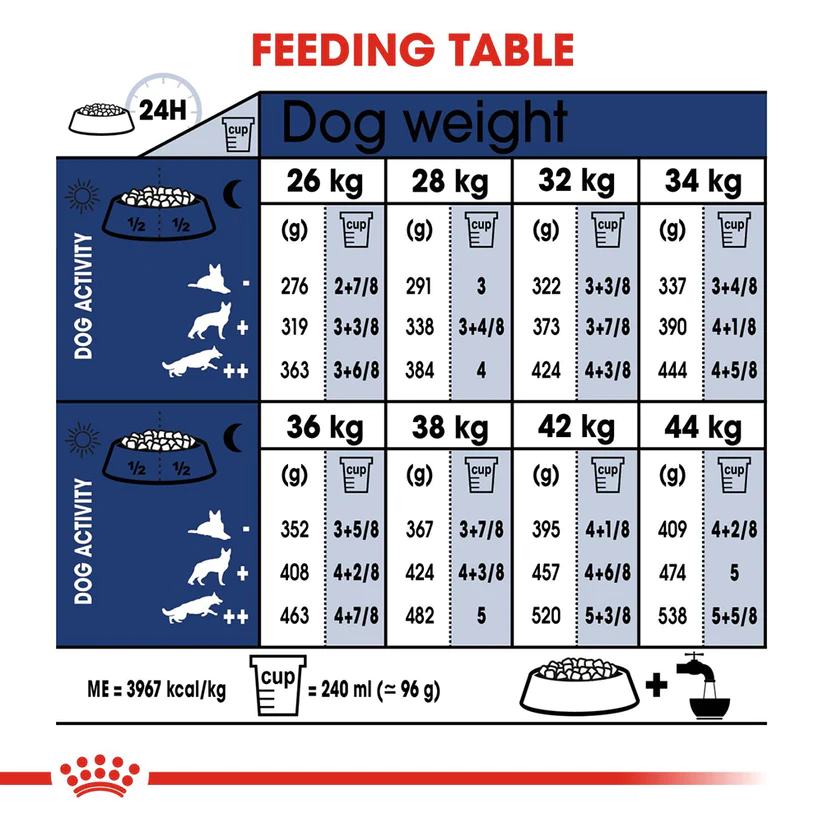 FEEDING TABLE
24H
cup
Dog weight
26 kg 28 kg 32 kg 34 kg
½ ½
(g) cup (g) cup (g) cup (g) cup
DOG ACTIVITY
- 276 2+7/8 291 3 322 3+3/8 337 3+4/8
+ 319 3+3/8 338 3+4/8 373 3+7/8 390 4+1/8
++ 363 3+6/8 384 4 424 4+3/8 444 4+5/8
36 kg 38 kg 42 kg 44 kg
½ ½
(g) cup (g) cup (g) cup (g) cup
DOG ACTIVITY
- 352 3+5/8 367 3+7/8 395 4+1/8 409 4+2/8
+ 408 4+2/8 424 4+3/8 457 4+6/8 474 5
++ 463 4+7/8 482 5 520 5+3/8 538 5+5/8
ME = 3967 kcal/kg cup = 240 ml (≃ 96 g) +